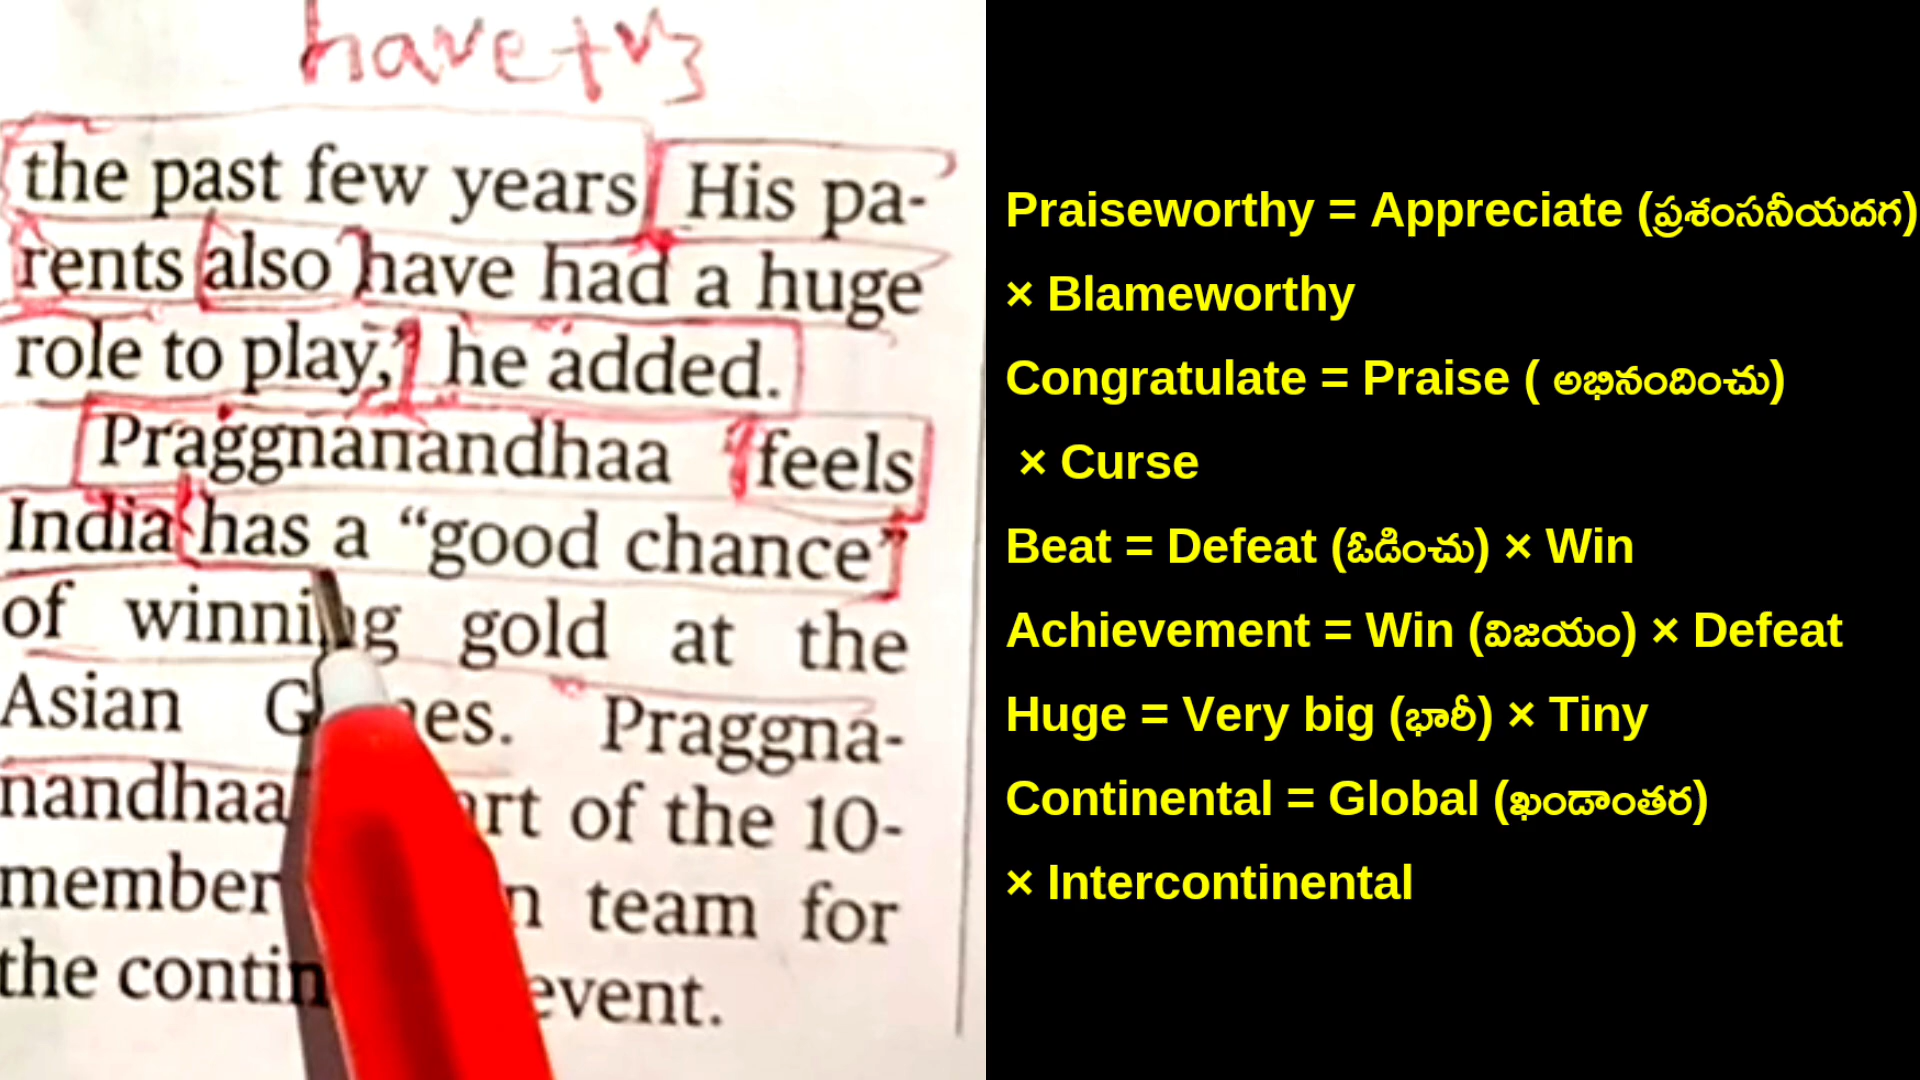 have + v3
the past few years His pa-
rents also have had a huge
role to play,” he added.
Praggnanandhaa feels
India has a “good chance”
of winning gold at the
Asian G es. Praggna-
nandhaa art of the 10-
member n team for
the contin event.
Praiseworthy = Appreciate (ప్రశంసనీయదగ)
× Blameworthy
Congratulate = Praise ( అభినందించు)
× Curse
Beat = Defeat (ఓడించు) × Win
Achievement = Win (విజయం) × Defeat
Huge = Very big (భారీ) × Tiny
Continental = Global (ఖండాంతర)
× Intercontinental